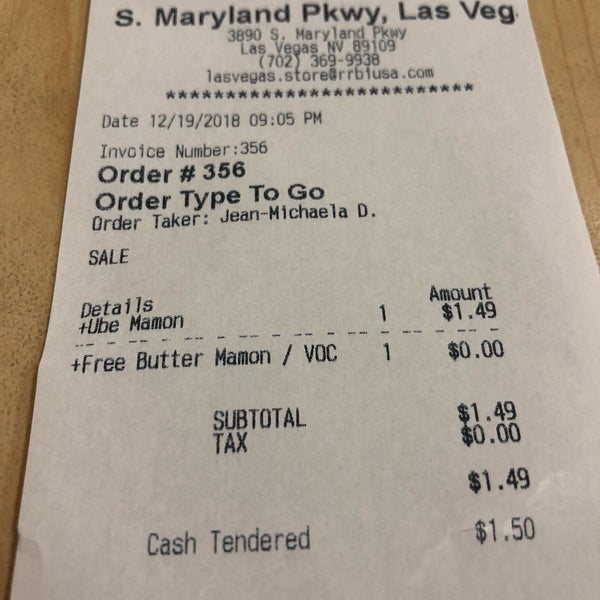 S. Maryland Pkwy, Las Veg
3890 S. Maryland Pkwy
Las Vegas NV 89109
(702) 369-9938
lasvegas.store@rrbiusa.com
**************************
Date 12/19/2018 09:05 PM
Invoice Number:356
Order # 356
Order Type To Go
Order Taker: Jean-Michaela D.
SALE
Details Amount
+Ube Mamon 1 $1.49
+Free Butter Mamon / VOC 1 $0.00
SUBTOTAL $1.49
TAX $0.00
$1.49
Cash Tendered $1.50